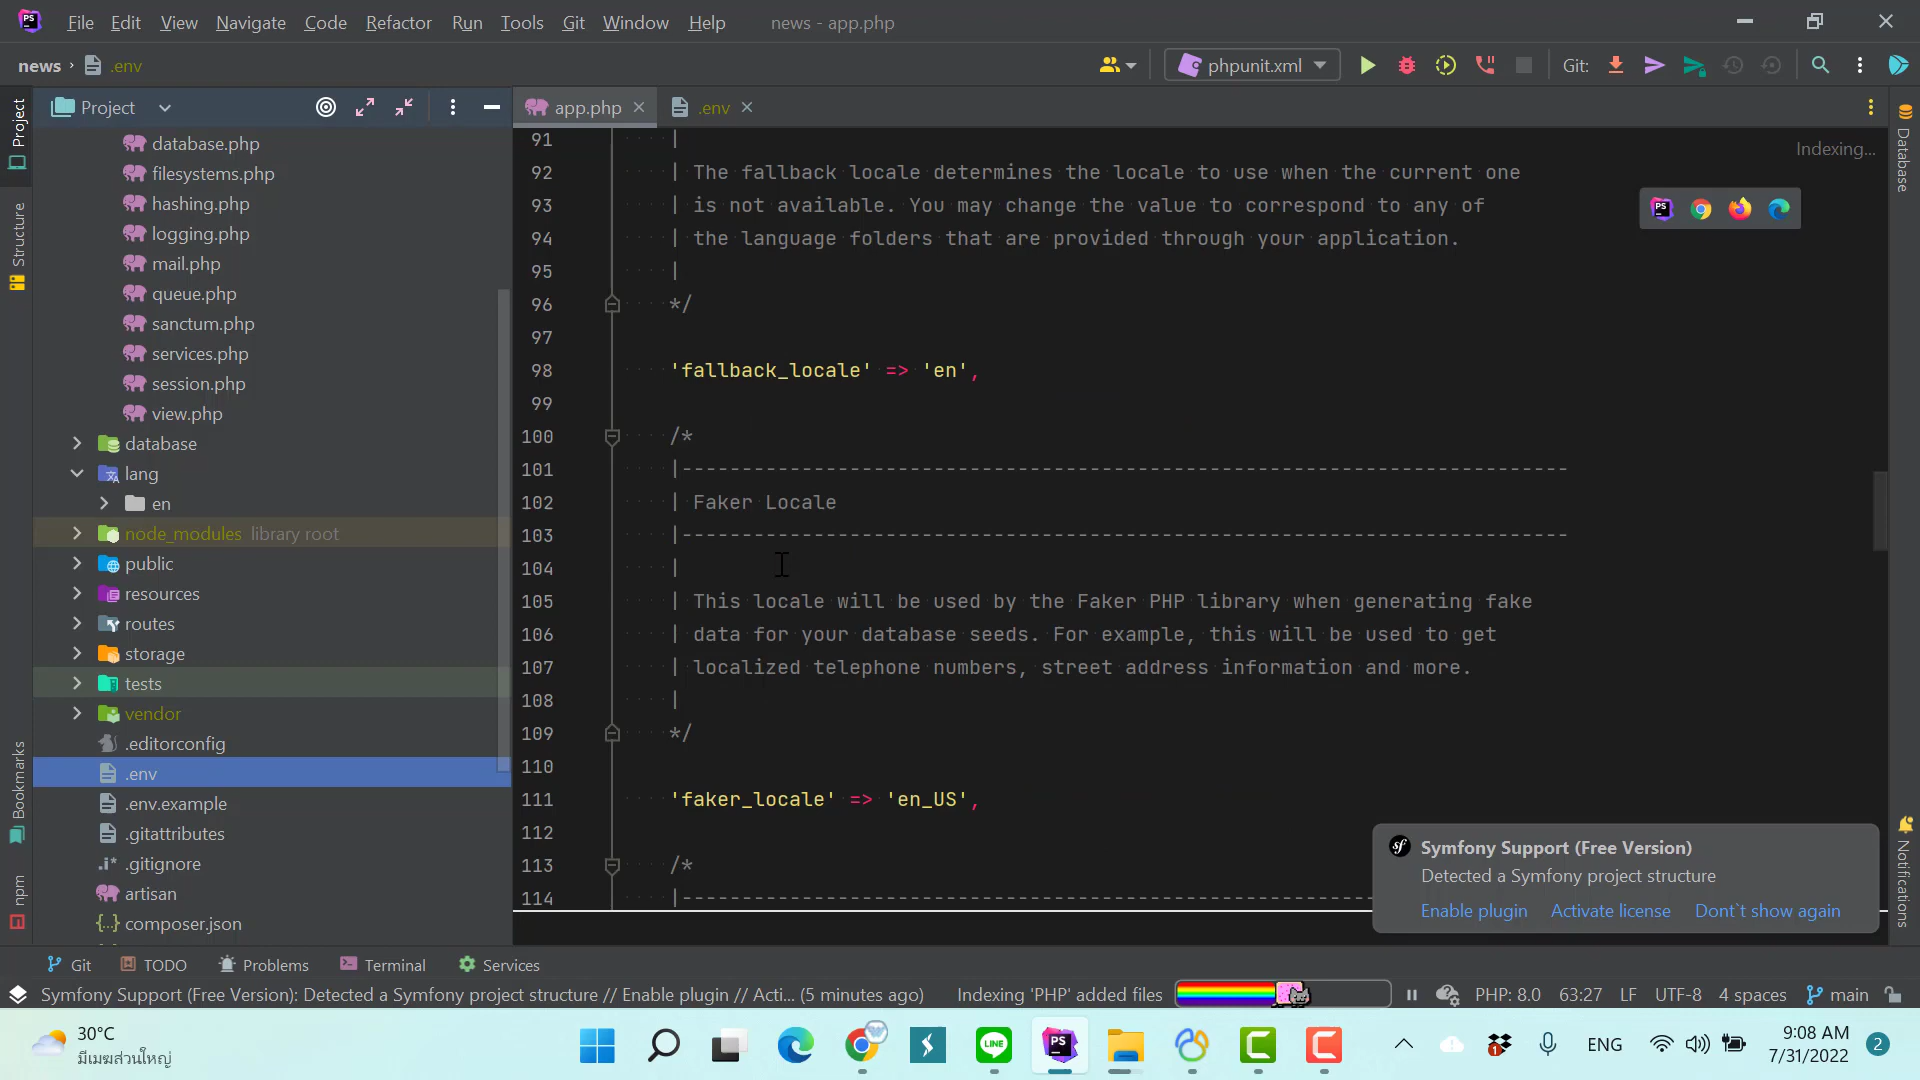 File Edit View Navigate Code Refactor Run Tools Git Window Help news - app.php
news .env phpunit.xml Git:
Project
Project
Structure
Bookmarks
npm
database.php
filesystems.php
hashing.php
logging.php
mail.php
queue.php
sanctum.php
services.php
session.php
view.php
database
lang
en
node_modules library root
public
resources
routes
storage
tests
vendor
.editorconfig
.env
.env.example
.gitattributes
.gitignore
artisan
composer.json
app.php .env
Indexing...
91 |
92 | The fallback locale determines the locale to use when the current one
93 | is not available. You may change the value to correspond to any of
94 | the language folders that are provided through your application.
95 |
96 */
97
98 'fallback_locale' => 'en',
99
100 /*
101 |--------------------------------------------------------------------------
102 | Faker Locale
103 |--------------------------------------------------------------------------
104 |
105 | This locale will be used by the Faker PHP library when generating fake
106 | data for your database seeds. For example, this will be used to get
107 | localized telephone numbers, street address information and more.
108 |
109 */
110
111 'faker_locale' => 'en_US',
112
113 /*
114 |----------------------------------------------------------
Database
Notifications
Symfony Support (Free Version)
Detected a Symfony project structure
Enable plugin Activate license Don`t show again
Git TODO Problems Terminal Services
Symfony Support (Free Version): Detected a Symfony project structure // Enable plugin // Acti... (5 minutes ago) Indexing 'PHP' added files PHP: 8.0 63:27 LF UTF-8 4 spaces main
30°C
มีเมฆส่วนใหญ่
LINE
PS
1
ENG
9:08 AM
7/31/2022
2